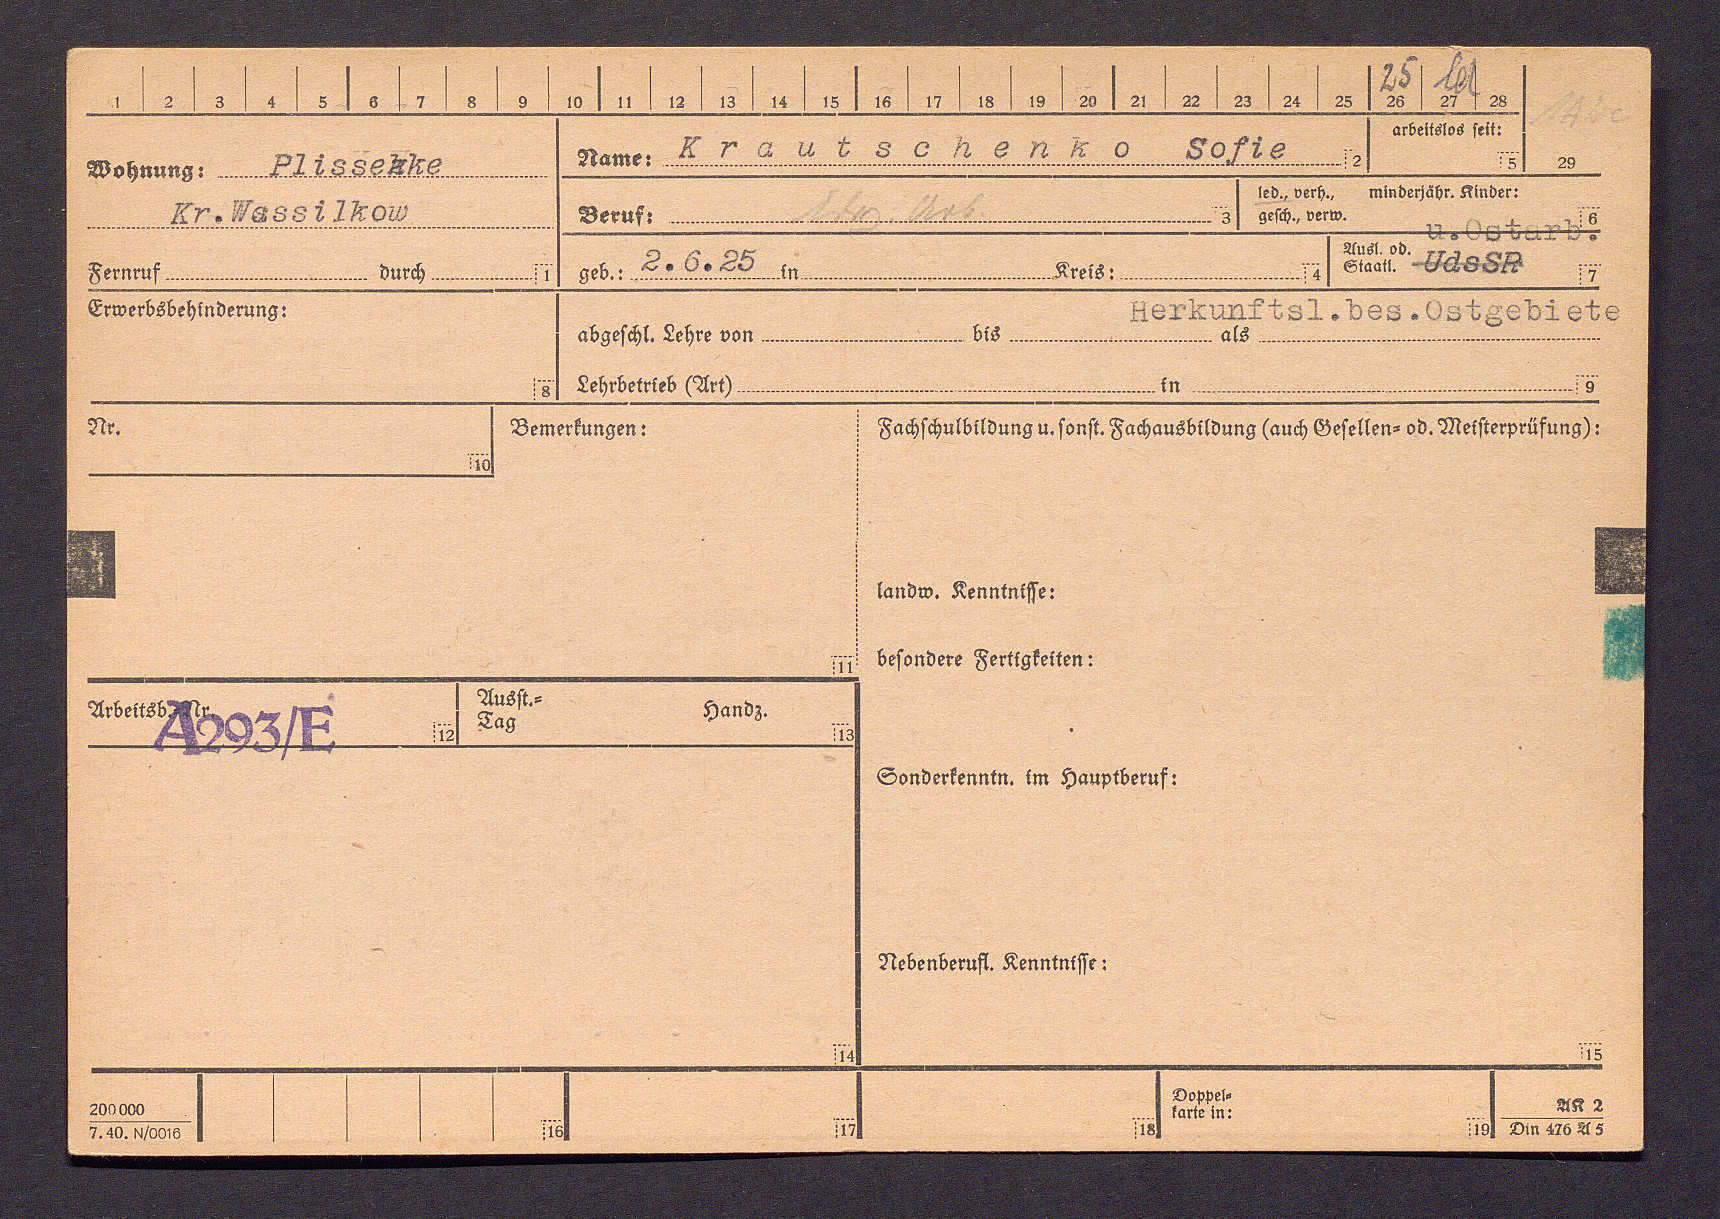 25 led
1 2 3 4 5 6 7 8 9 10 11 12 13 14 15 16 17 18 19 20 21 22 23 24 25 26 27 28
Wohnung: Plissezke
Kr.Wassilkow
Fernruf durch 1
Name: Krautschenko Sofie 2
arbeitslos seit: 5
29
Beruf: Arb. 3
led., verh., gesch., verw.
minderjähr. Kinder: 6
geb.: 2.6.25 in Kreis: 4
u.Ostarb.
Ausl. od. Staatl. UdsSR 7
Erwerbsbehinderung: 8
Herkunftsl.bes.Ostgebiete
abgeschl. Lehre von bis als
Lehrbetrieb (Art) in 9
Nr. 10
Bemerkungen: 11
Fachschulbildung u. sonst. Fachausbildung (auch Gesellen- od. Meisterprüfung):
landw. Kenntnisse:
besondere Fertigkeiten:
Arbeitsb.-Nr. 12
A293/E
Ausst.-
Tag
Handz. 13
Sonderkenntn. im Hauptberuf:
Nebenberufl. Kenntnisse:
14
15
200000
7. 40. N/0016
16
17
18
Doppel-
karte in: 19
AK 2
Din 476 A 5